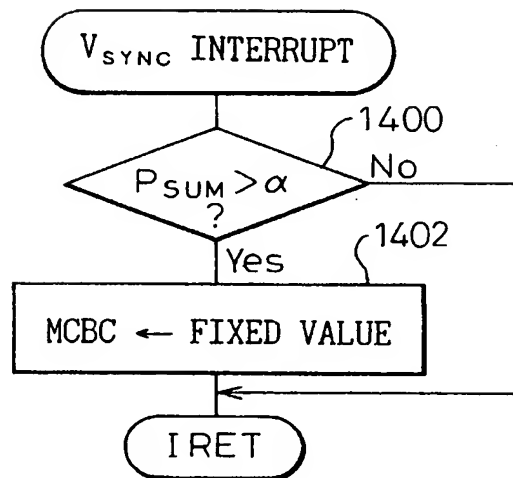 VSYNC INTERRUPT
1400
PSUM > α
?
No
Yes
1402
MCBC ← FIXED VALUE
IRET